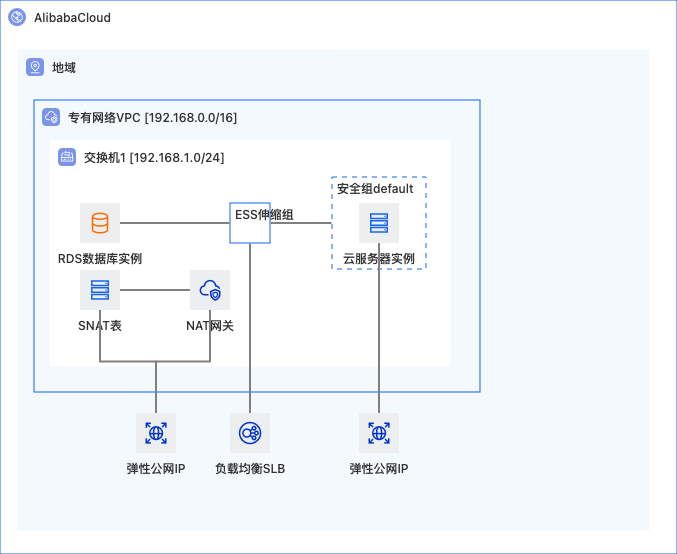 AlibabaCloud
地域
专有网络VPC [192.168.0.0/16]
交换机1 [192.168.1.0/24]
安全组default
ESS伸缩组
RDS数据库实例
云服务器实例
SNAT表
NAT网关
弹性公网IP
负载均衡SLB
弹性公网IP